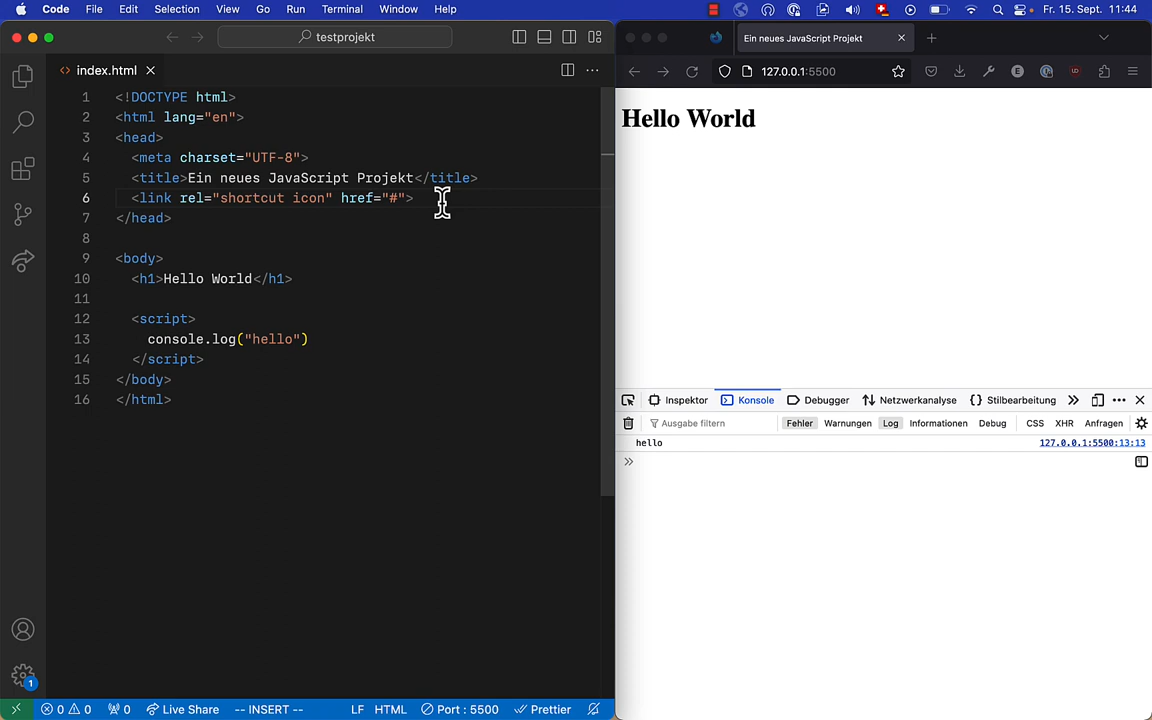 Code File Edit Selection View Go Run Terminal Window Help Fr. 15. Sept. 11:44
testprojekt
index.html
1 <!DOCTYPE html>
2 <html lang="en">
3 <head>
4 <meta charset="UTF-8">
5 <title>Ein neues JavaScript Projekt</title>
6 <link rel="shortcut icon" href="#">
7 </head>
8
9 <body>
10 <h1>Hello World</h1>
11
12 <script>
13 console.log("hello")
14 </script>
15 </body>
16 </html>
1
0 0 0 Live Share -- INSERT -- LF HTML Port : 5500 Prettier
Ein neues JavaScript Projekt
127.0.0.1:5500
Hello World
Inspektor Konsole Debugger Netzwerkanalyse Stilbearbeitung
Ausgabe filtern Fehler Warnungen Log Informationen Debug CSS XHR Anfragen
hello 127.0.0.1:5500:13:13